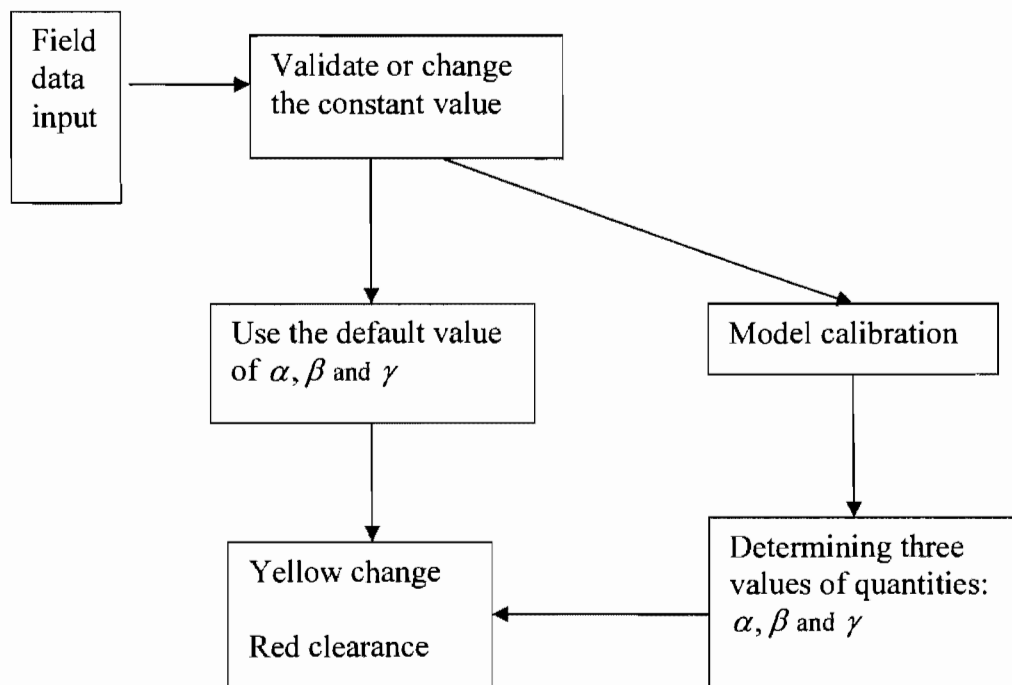 Field
data
input
Validate or change
the constant value
Use the default value
of α, β and γ
Model calibration
Yellow change
Red clearance
Determining three
values of quantities:
α, β and γ